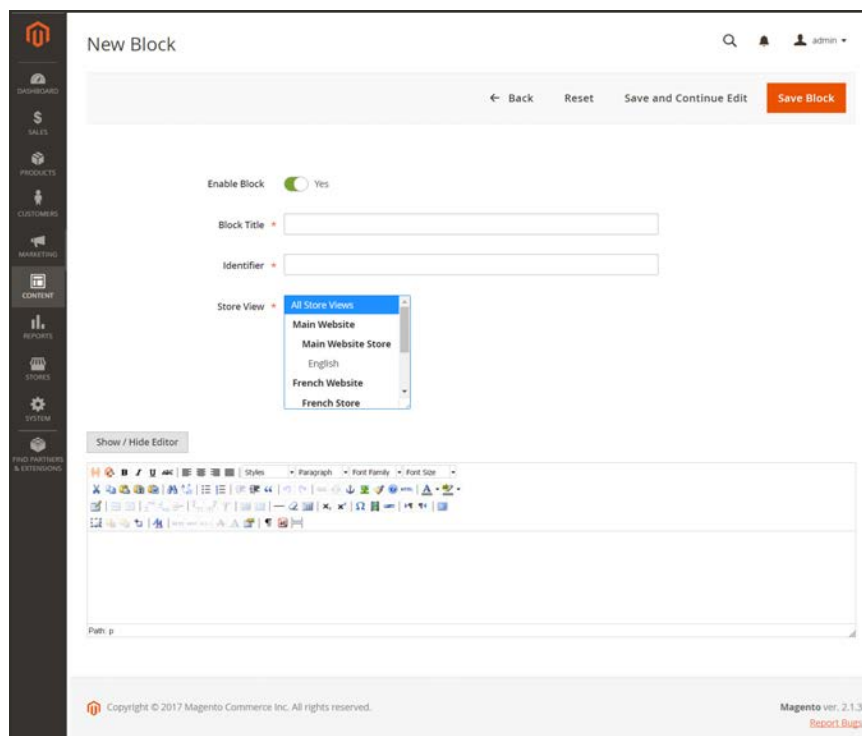 New Block
admin
DASHBOARD
SALES
PRODUCTS
CUSTOMERS
MARKETING
CONTENT
REPORTS
STORES
SYSTEM
FIND PARTNERS
& EXTENSIONS
← Back Reset Save and Continue Edit Save Block
Enable Block Yes
Block Title *
Identifier *
Store View * All Store Views
Main Website
Main Website Store
English
French Website
French Store
Show / Hide Editor
B I U ABC Styles Paragraph Font Family Font Size
Path: p
Copyright © 2017 Magento Commerce Inc. All rights reserved.
Magento ver. 2.1.3
Report Bugs